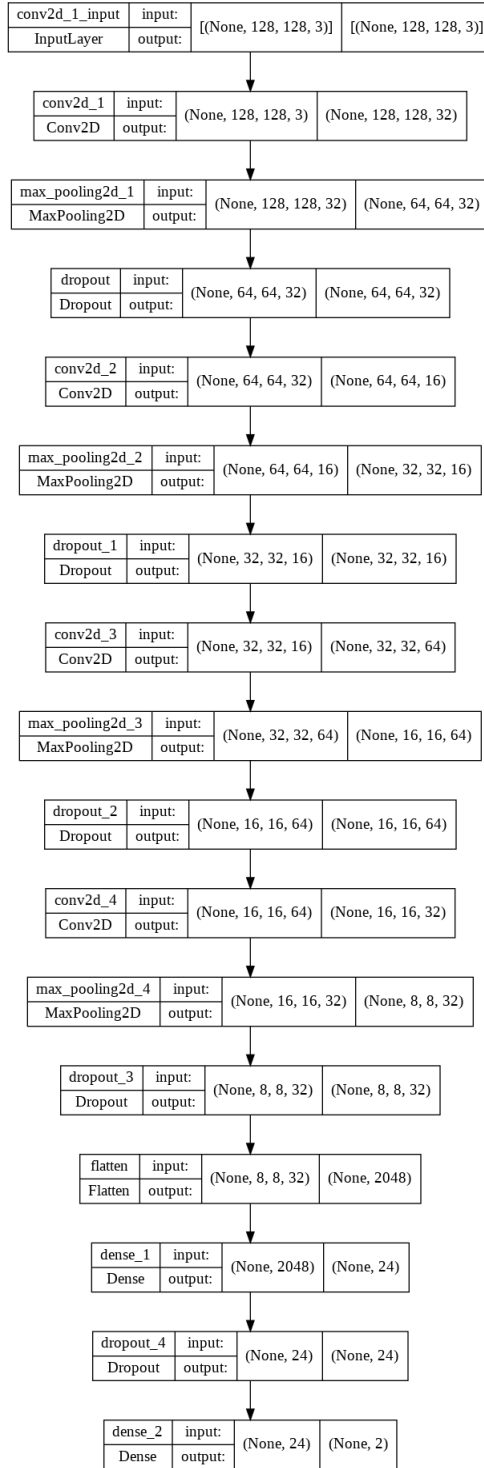 conv2d_1_input input: [(None, 128, 128, 3)] [(None, 128, 128, 3)]
InputLayer output:
conv2d_1 input: (None, 128, 128, 3) (None, 128, 128, 32)
Conv2D output:
max_pooling2d_1 input: (None, 128, 128, 32) (None, 64, 64, 32)
MaxPooling2D output:
dropout input: (None, 64, 64, 32) (None, 64, 64, 32)
Dropout output:
conv2d_2 input: (None, 64, 64, 32) (None, 64, 64, 16)
Conv2D output:
max_pooling2d_2 input: (None, 64, 64, 16) (None, 32, 32, 16)
MaxPooling2D output:
dropout_1 input: (None, 32, 32, 16) (None, 32, 32, 16)
Dropout output:
conv2d_3 input: (None, 32, 32, 16) (None, 32, 32, 64)
Conv2D output:
max_pooling2d_3 input: (None, 32, 32, 64) (None, 16, 16, 64)
MaxPooling2D output:
dropout_2 input: (None, 16, 16, 64) (None, 16, 16, 64)
Dropout output:
conv2d_4 input: (None, 16, 16, 64) (None, 16, 16, 32)
Conv2D output:
max_pooling2d_4 input: (None, 16, 16, 32) (None, 8, 8, 32)
MaxPooling2D output:
dropout_3 input: (None, 8, 8, 32) (None, 8, 8, 32)
Dropout output:
flatten input: (None, 8, 8, 32) (None, 2048)
Flatten output:
dense_1 input: (None, 2048) (None, 24)
Dense output:
dropout_4 input: (None, 24) (None, 24)
Dropout output:
dense_2 input: (None, 24) (None, 2)
Dense output: